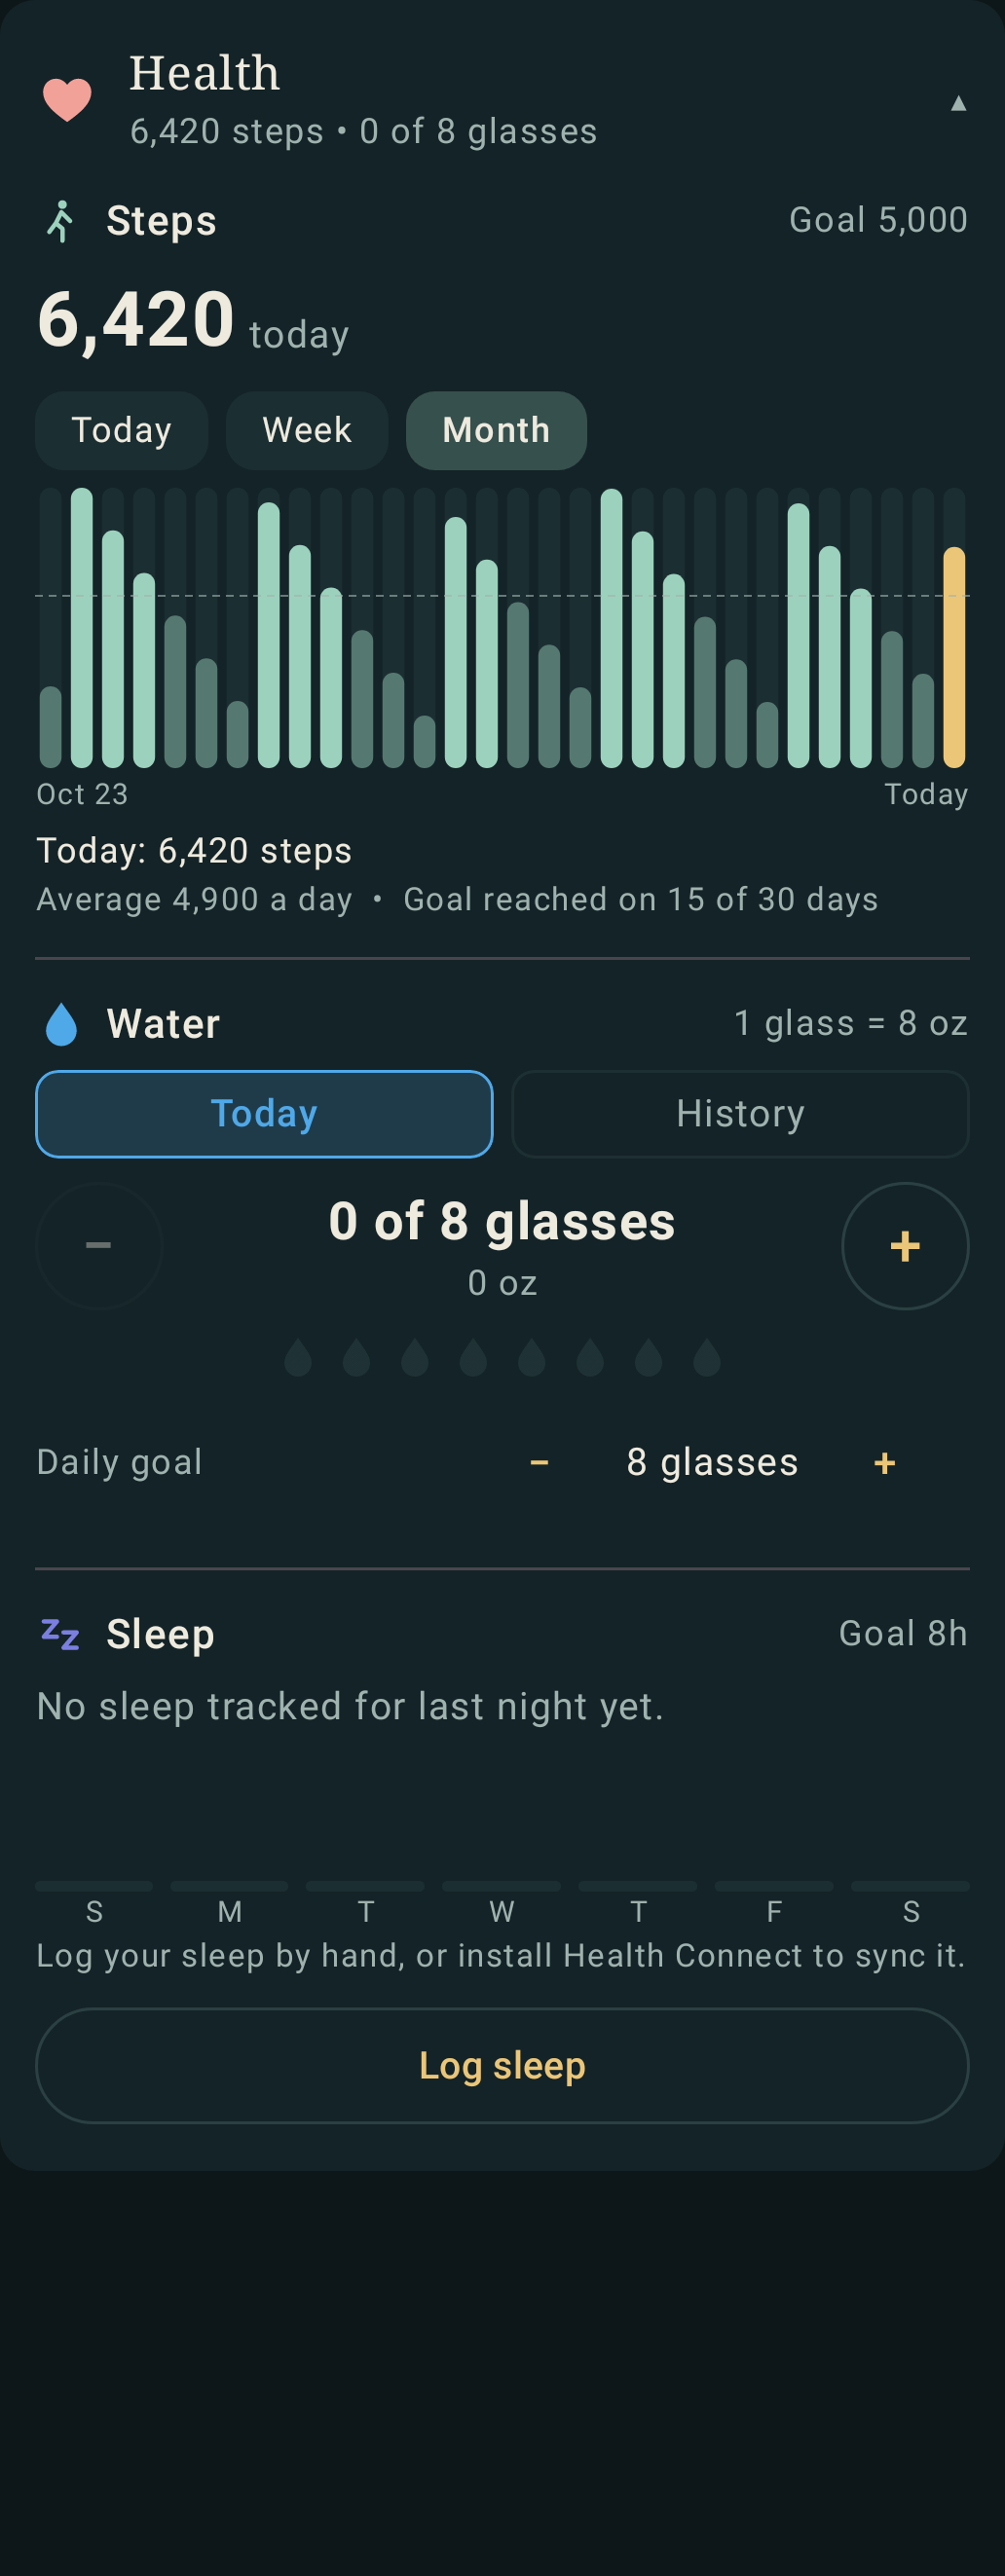 Health
6,420 steps • 0 of 8 glasses
▲
Steps
Goal 5,000
6,420 today
Today Week Month
Oct 23 Today
Today: 6,420 steps
Average 4,900 a day • Goal reached on 15 of 30 days
Water
1 glass = 8 oz
Today History
− 0 of 8 glasses +
0 oz
Daily goal − 8 glasses +
zz Sleep
Goal 8h
No sleep tracked for last night yet.
S M T W T F S
Log your sleep by hand, or install Health Connect to sync it.
Log sleep